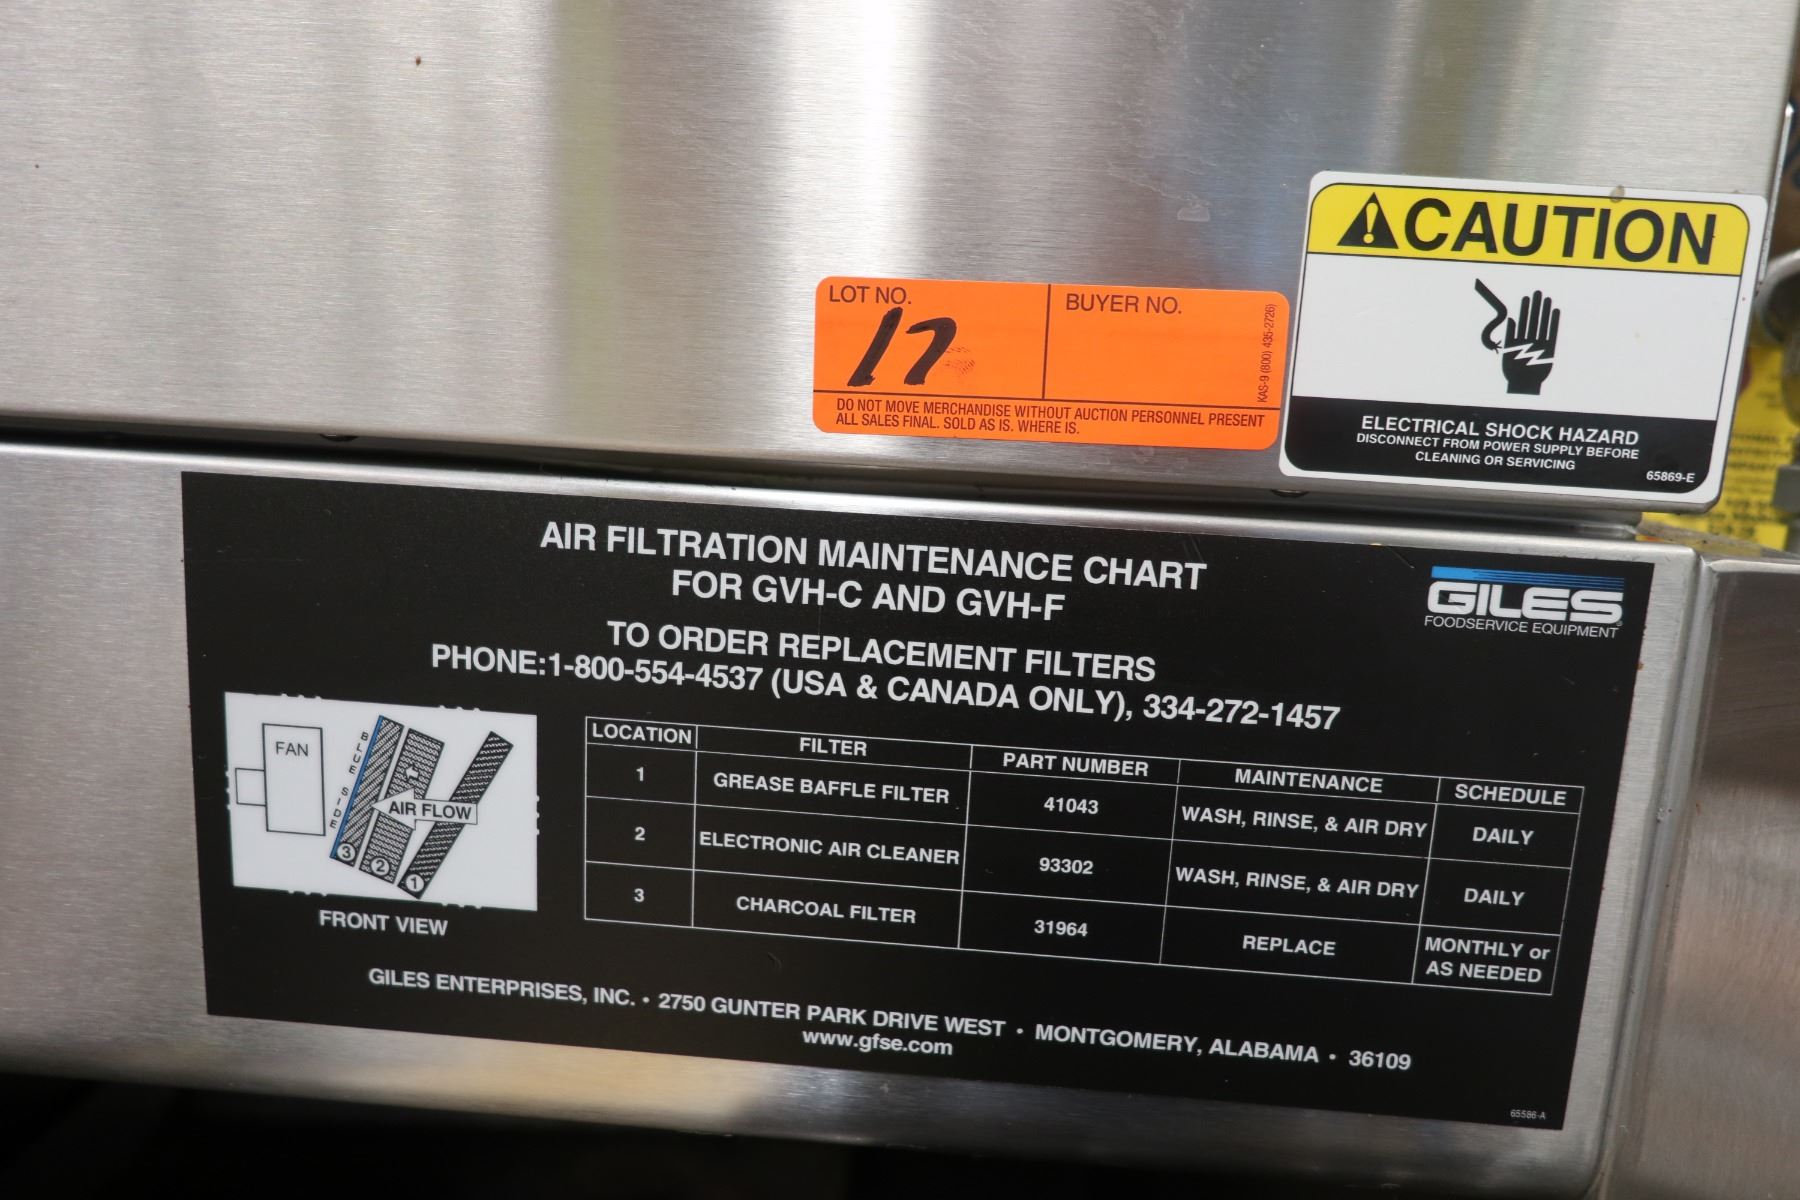 CAUTION
ELECTRICAL SHOCK HAZARD
DISCONNECT FROM POWER SUPPLY BEFORE
CLEANING OR SERVICING
65869-E
LOT NO.
17
BUYER NO.
KAS-9 (800) 435-2726)
DO NOT MOVE MERCHANDISE WITHOUT AUCTION PERSONNEL PRESENT
ALL SALES FINAL. SOLD AS IS. WHERE IS.
AIR FILTRATION MAINTENANCE CHART
FOR GVH-C AND GVH-F
GILES
FOODSERVICE EQUIPMENT
TO ORDER REPLACEMENT FILTERS
PHONE:1-800-554-4537 (USA & CANADA ONLY), 334-272-1457
FAN
BLUE SIDE
AIR FLOW
3 2 1
FRONT VIEW
LOCATION FILTER PART NUMBER MAINTENANCE SCHEDULE
1 GREASE BAFFLE FILTER 41043 WASH, RINSE, & AIR DRY DAILY
2 ELECTRONIC AIR CLEANER 93302 WASH, RINSE, & AIR DRY DAILY
3 CHARCOAL FILTER 31964 REPLACE MONTHLY or
AS NEEDED
GILES ENTERPRISES, INC. • 2750 GUNTER PARK DRIVE WEST • MONTGOMERY, ALABAMA • 36109
www.gfse.com
65586-A